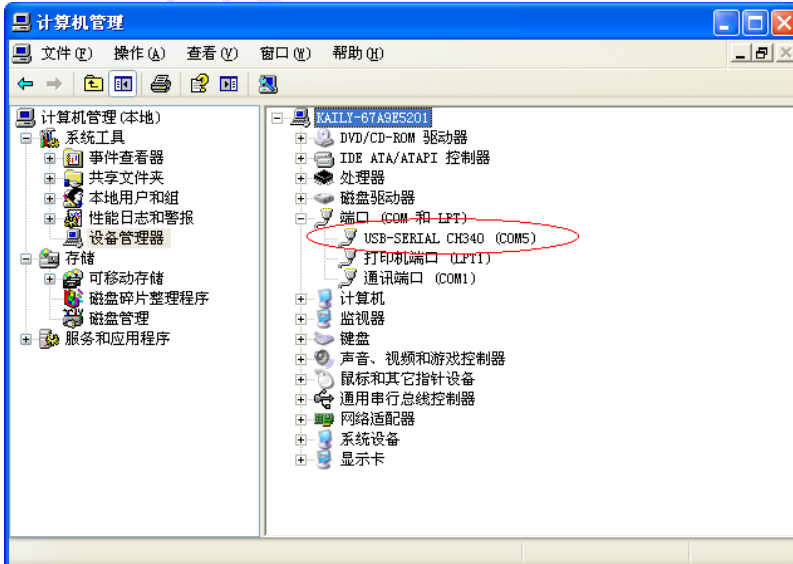 计算机管理
文件(F) 操作(A) 查看(V) 窗口(W) 帮助(H)
计算机管理(本地)
系统工具
事件查看器
共享文件夹
本地用户和组
性能日志和警报
设备管理器
存储
可移动存储
磁盘碎片整理程序
磁盘管理
服务和应用程序
KAILY-67A9E5201
DVD/CD-ROM 驱动器
IDE ATA/ATAPI 控制器
处理器
磁盘驱动器
端口 (COM 和 LPT)
USB-SERIAL CH340 (COM5)
打印机端口 (LPT1)
通讯端口 (COM1)
计算机
监视器
键盘
声音、视频和游戏控制器
鼠标和其它指针设备
通用串行总线控制器
网络适配器
系统设备
显示卡